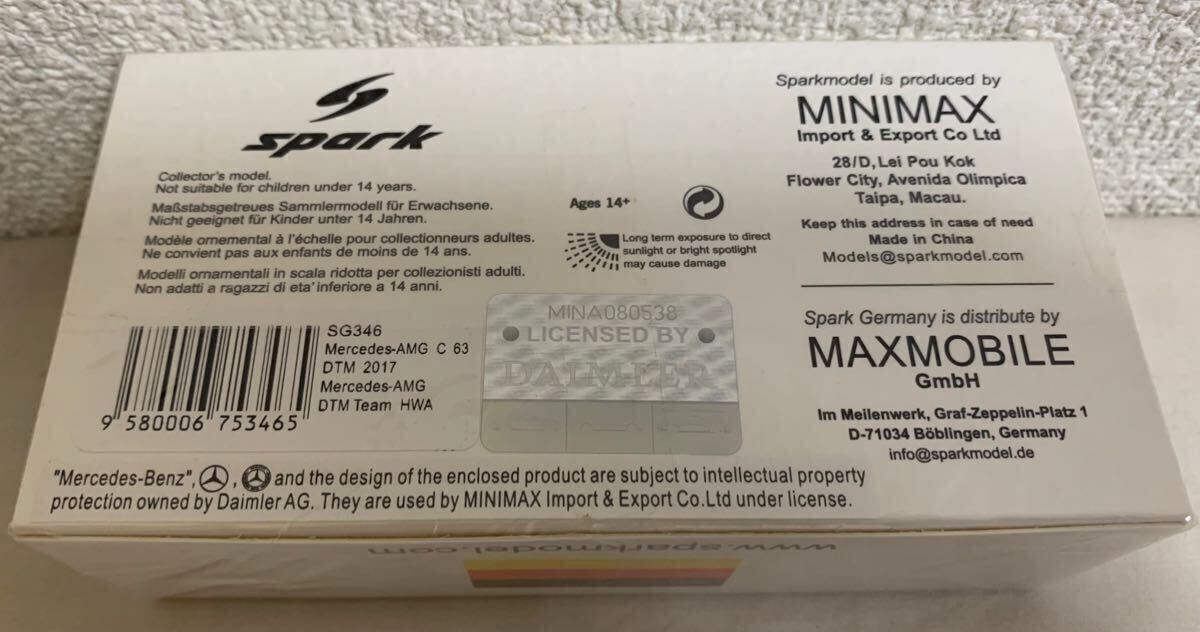 spark
Collector's model.
Not suitable for children under 14 years.
Maßstabsgetreues Sammlermodell für Erwachsene.
Nicht geeignet für Kinder unter 14 Jahren.
Modèle ornemental à l'échelle pour collectionneurs adultes.
Ne convient pas aux enfants de moins de 14 ans.
Modelli ornamentali in scala ridotta per collezionisti adulti.
Non adatti a ragazzi di eta'inferiore a 14 anni.
Ages 14+
Long term exposure to direct
sunlight or bright spotlight
may cause damage
SG346
Mercedes-AMG C 63
DTM 2017
Mercedes-AMG
DTM Team HWA
9 580006 753465
MINA080538
LICENSED BY
DAIMLER
"Mercedes-Benz", , and the design of the enclosed product are subject to intellectual property
protection owned by Daimler AG. They are used by MINIMAX Import & Export Co.Ltd under license.
Sparkmodel is produced by
MINIMAX
Import & Export Co Ltd
28/D, Lei Pou Kok
Flower City, Avenida Olimpica
Taipa, Macau.
Keep this address in case of need
Made in China
Models@sparkmodel.com
Spark Germany is distribute by
MAXMOBILE
GmbH
Im Meilenwerk, Graf-Zeppelin-Platz 1
D-71034 Böblingen, Germany
info@sparkmodel.de
www.sparkmodel.com